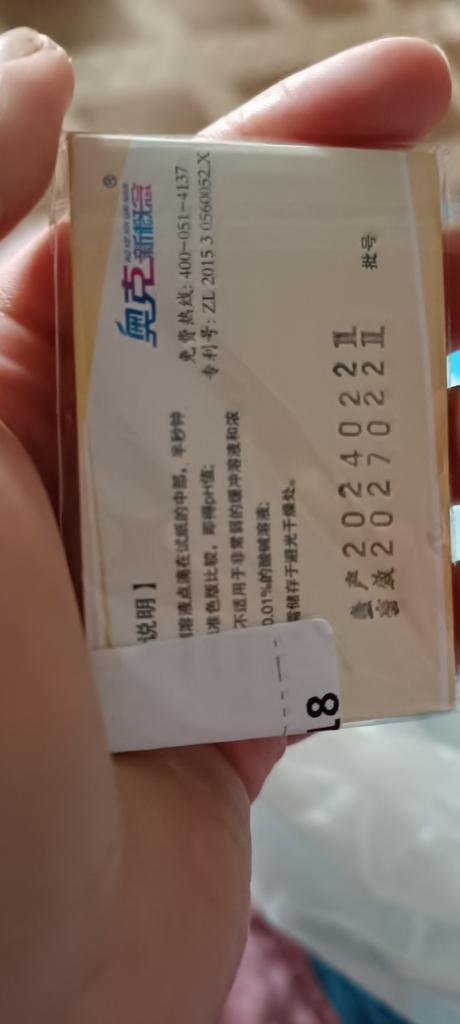 奥克新概念®
免费热线: 400-051-4137
专利号: ZL 2015 3 0560052.X
说明】
溶液点滴在试纸的中部, 半秒钟
准色版比较, 即得pH值;
不适用于非常弱的缓冲溶液和浓
0.01%的酸碱溶液;
需储存于避光干燥处。
产 20240221
效 20270221
批号
L8